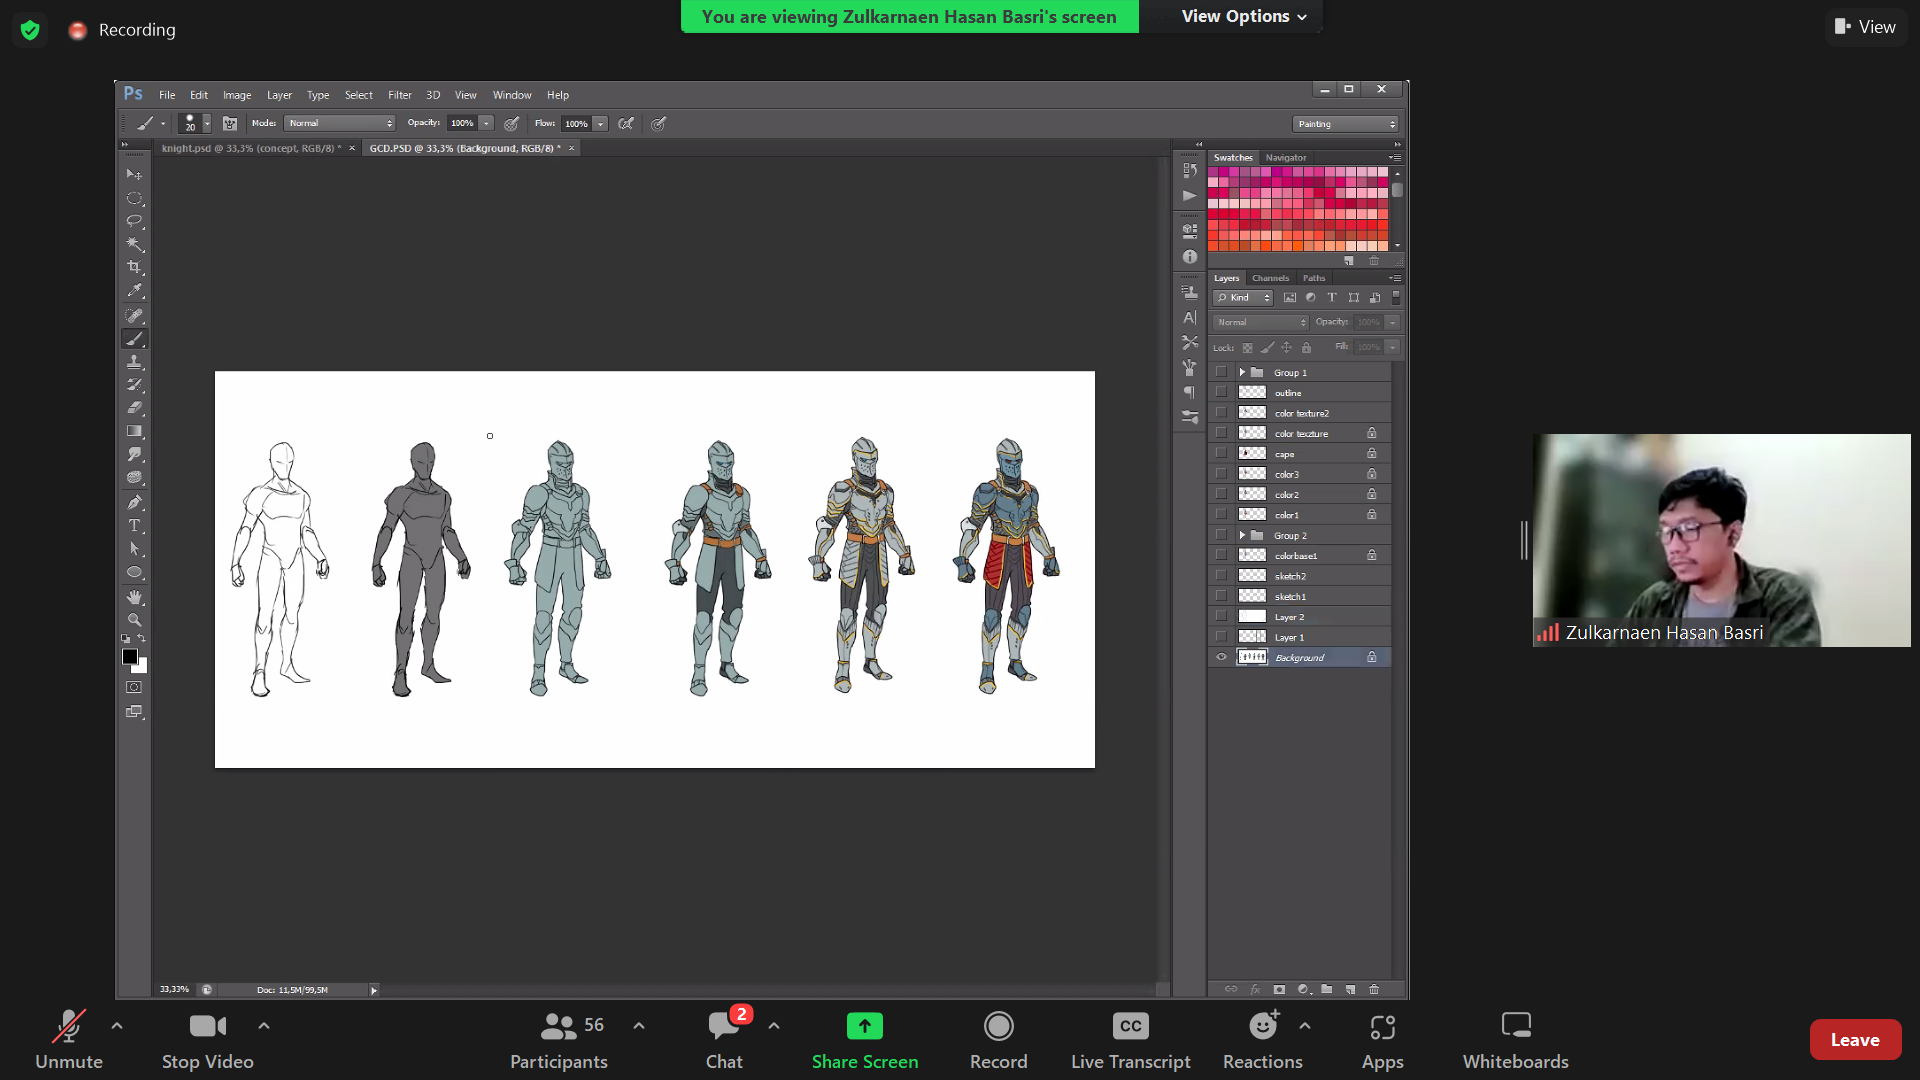 Recording
You are viewing Zulkarnaen Hasan Basri's screen
View Options
View
Ps File Edit Image Layer Type Select Filter 3D View Window Help
20 Mode: Normal Opacity: 100% Flow: 100% Painting
knight.psd @ 33,3% (concept, RGB/8) * × GCD.PSD @ 33,3% (Background, RGB/8) * ×
Swatches Navigator
Layers Channels Paths
Kind
Normal Opacity: 100%
Lock: Fill: 100%
Group 1
outline
color texture2
color texzture
cape
color3
color2
color1
Group 2
colorbase1
sketch2
sketch1
Layer 2
Layer 1
Background
Zulkarnaen Hasan Basri
33,33% Doc: 11,5M/99,5M
Unmute
Stop Video
56
Participants
2
Chat
Share Screen
Record
CC
Live Transcript
Reactions
Apps
Whiteboards
Leave